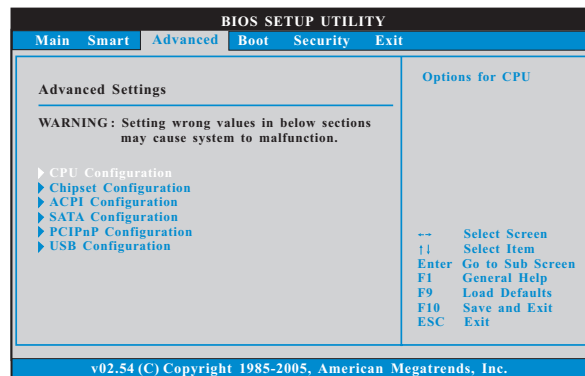 BIOS SETUP UTILITY
Main Smart Advanced Boot Security Exit
Advanced Settings
WARNING : Setting wrong values in below sections
may cause system to malfunction.
CPU Configuration
Chipset Configuration
ACPI Configuration
SATA Configuration
PCIPnP Configuration
USB Configuration
Options for CPU
←→ Select Screen
↑↓ Select Item
Enter Go to Sub Screen
F1 General Help
F9 Load Defaults
F10 Save and Exit
ESC Exit
v02.54 (C) Copyright 1985-2005, American Megatrends, Inc.